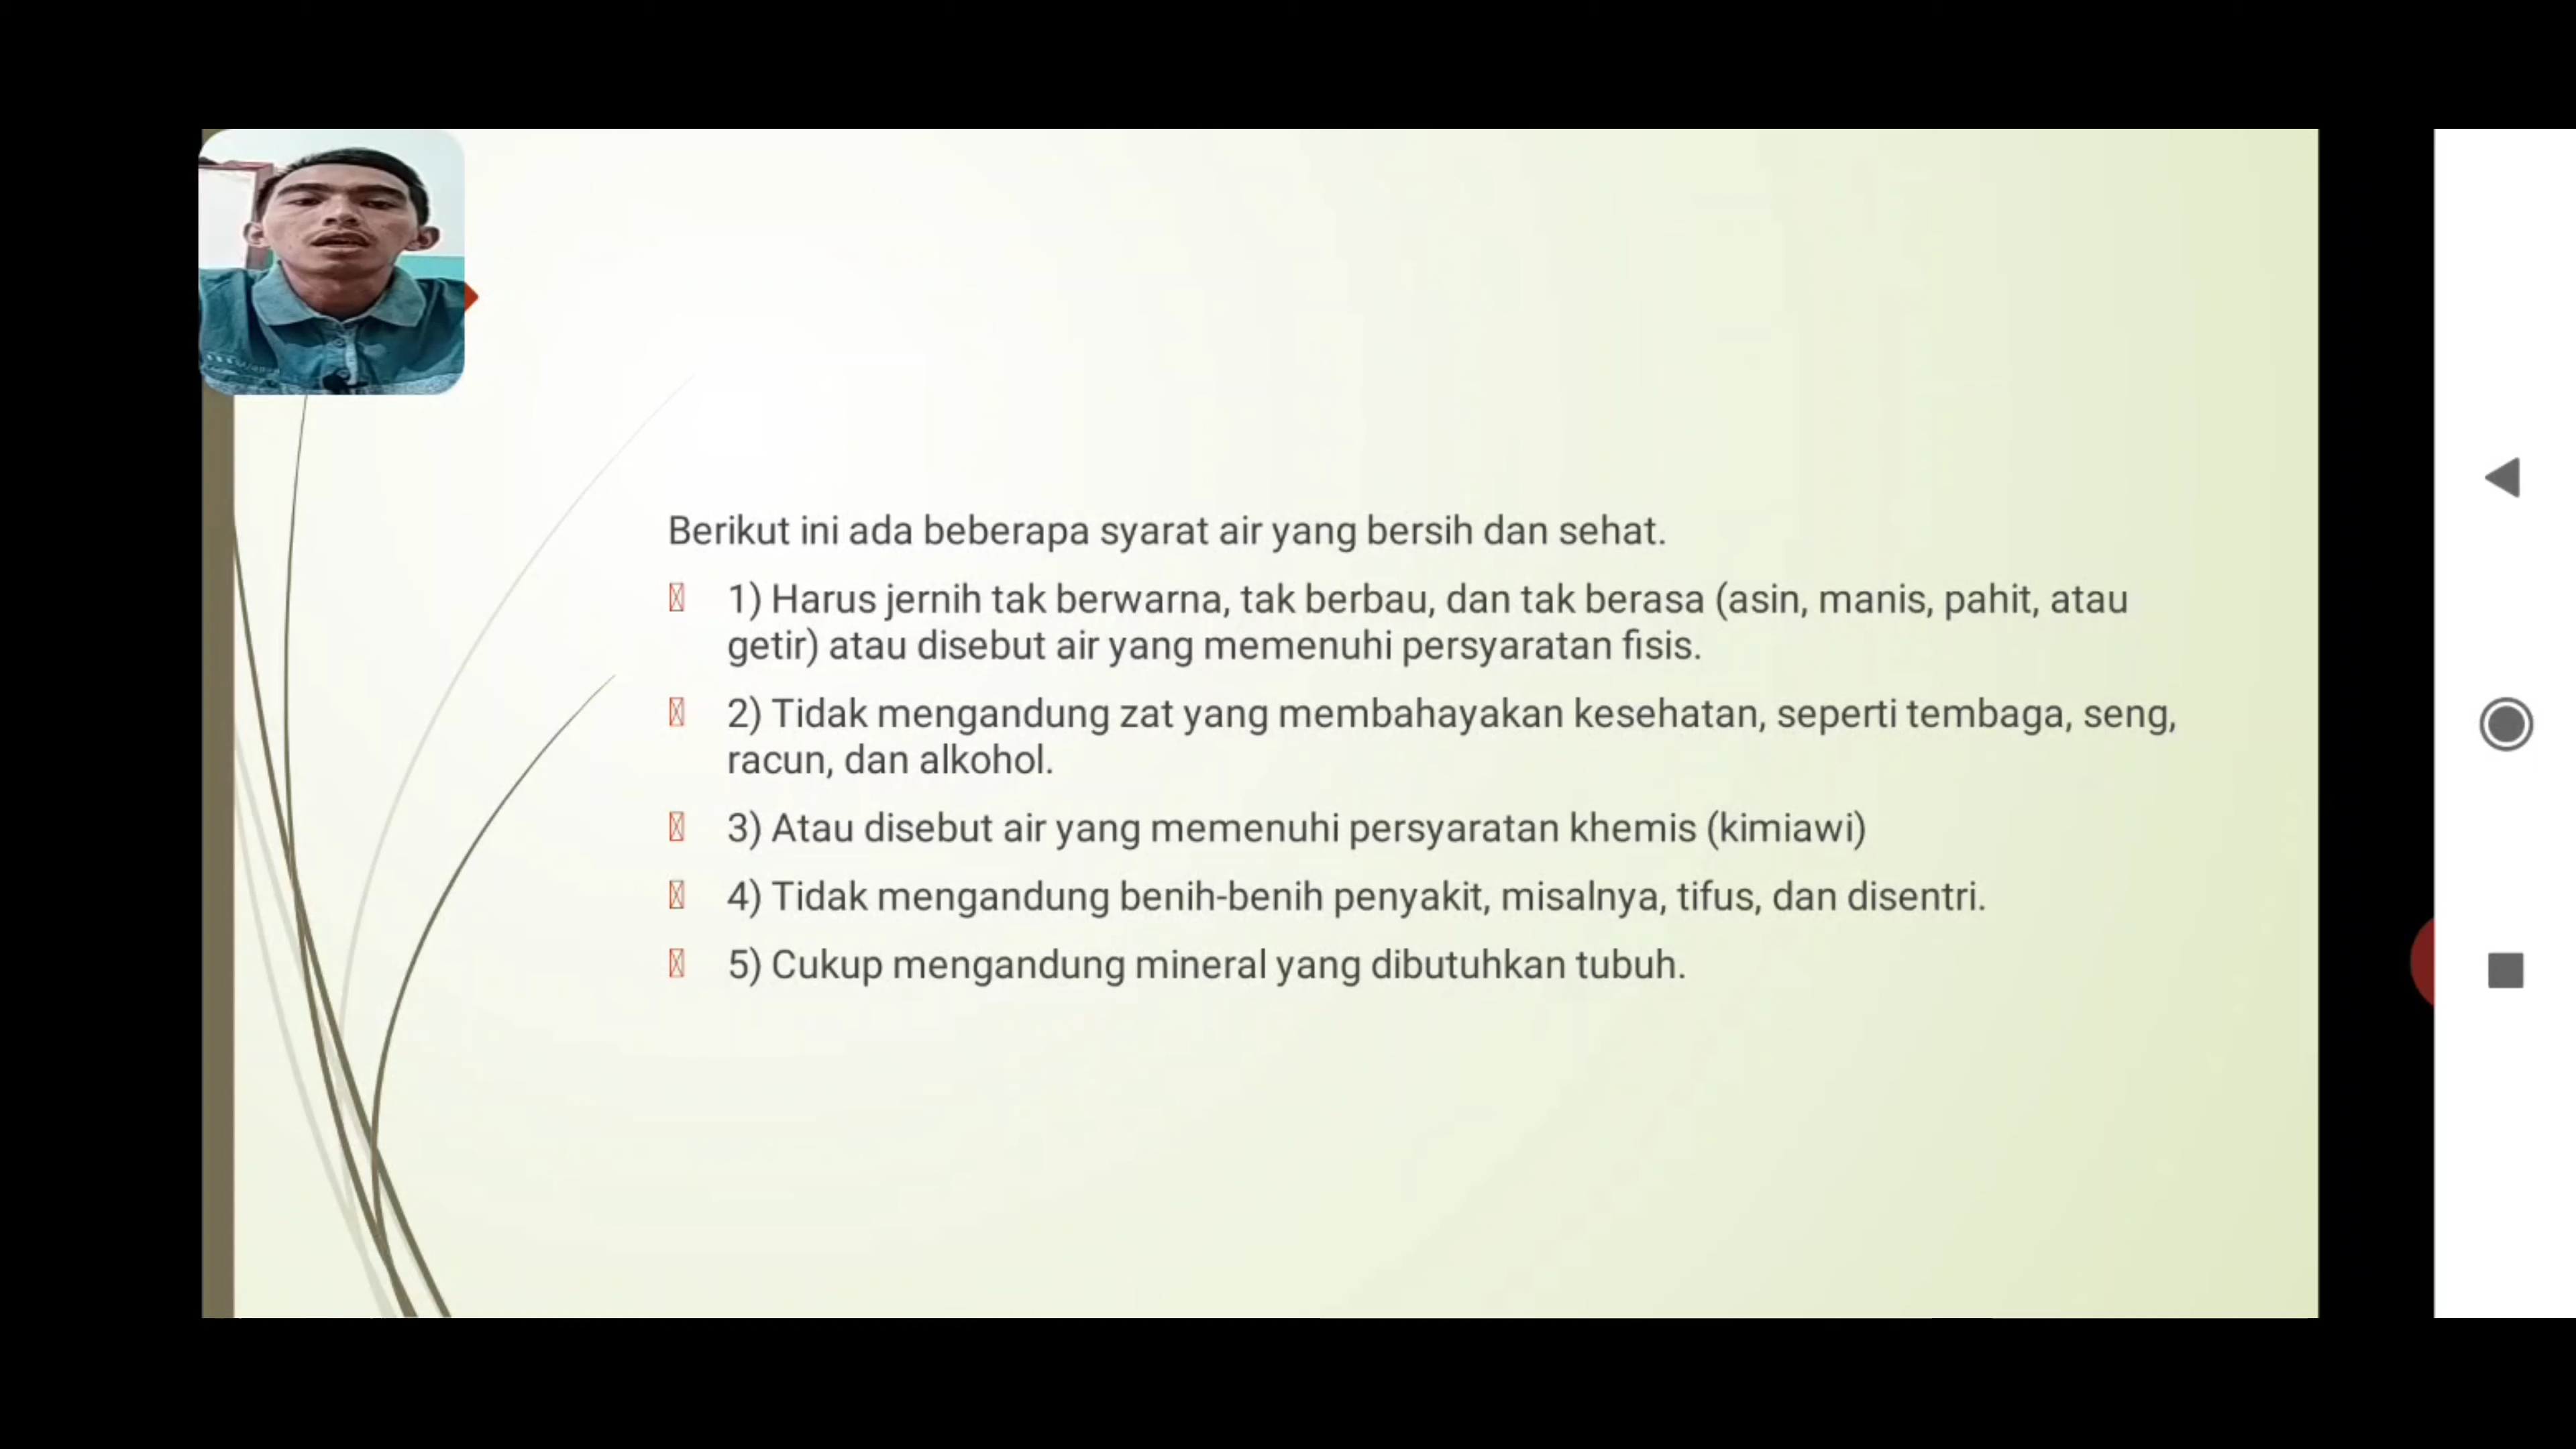 Berikut ini ada beberapa syarat air yang bersih dan sehat.
1) Harus jernih tak berwarna, tak berbau, dan tak berasa (asin, manis, pahit, atau
getir) atau disebut air yang memenuhi persyaratan fisis.
2) Tidak mengandung zat yang membahayakan kesehatan, seperti tembaga, seng,
racun, dan alkohol.
3) Atau disebut air yang memenuhi persyaratan khemis (kimiawi)
4) Tidak mengandung benih-benih penyakit, misalnya, tifus, dan disentri.
5) Cukup mengandung mineral yang dibutuhkan tubuh.